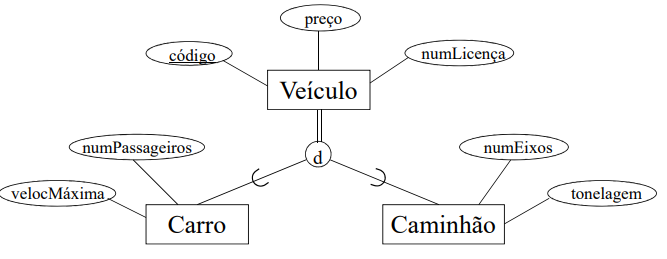 preço
código
numLicença
Veículo
numPassageiros
d
numEixos
velocMáxima
tonelagem
Carro
Caminhão